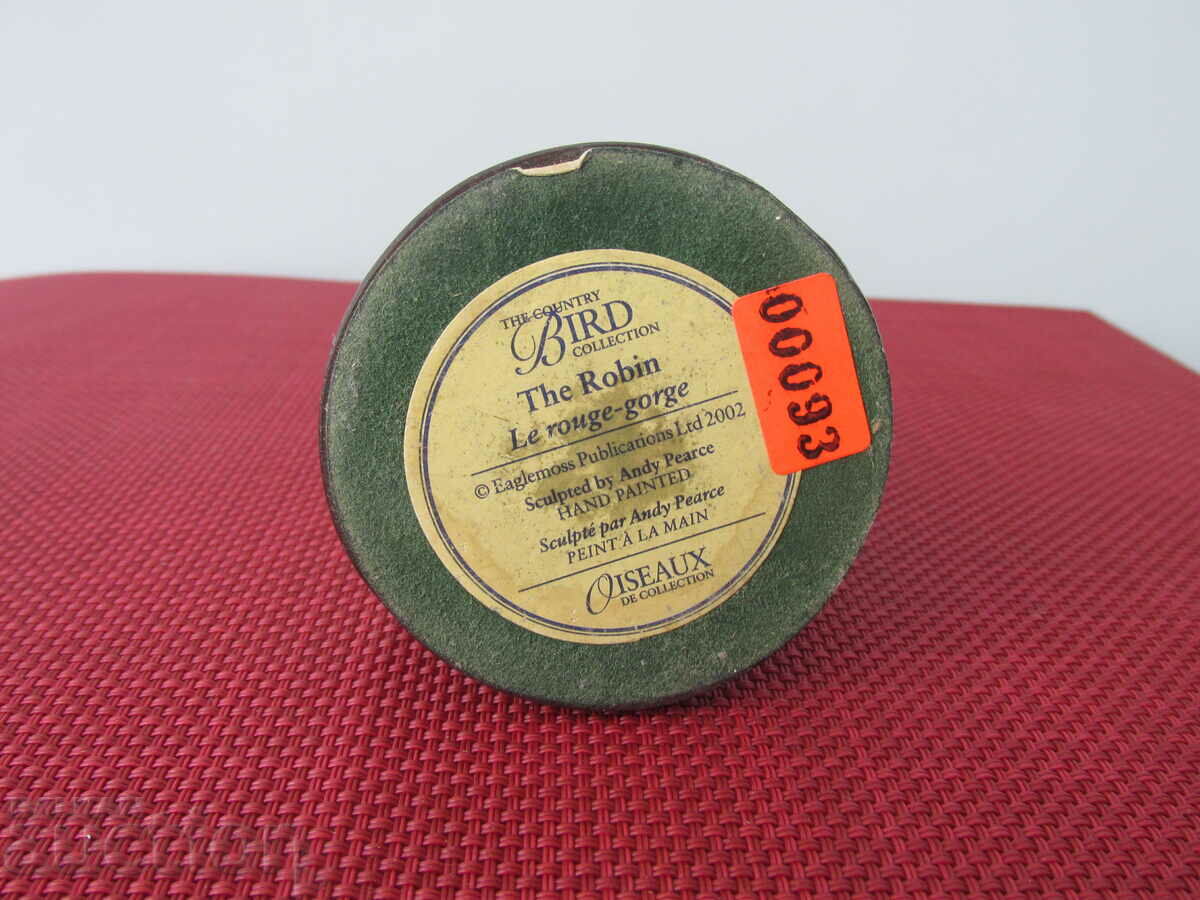 THE COUNTRY
BIRD
COLLECTION
The Robin
Le rouge-gorge
© Eaglemoss Publications Ltd 2002
Sculpted by Andy Pearce
HAND PAINTED
Sculpté par Andy Pearce
PEINT À LA MAIN
OISEAUX
DE COLLECTION
00093